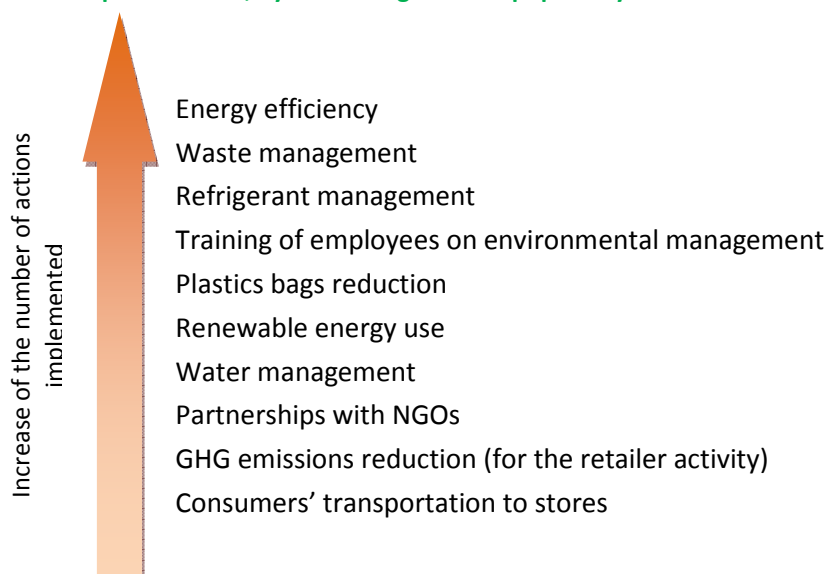 Increase of the number of actions
implemented
Energy efficiency
Waste management
Refrigerant management
Training of employees on environmental management
Plastics bags reduction
Renewable energy use
Water management
Partnerships with NGOs
GHG emissions reduction (for the retailer activity)
Consumers’ transportation to stores